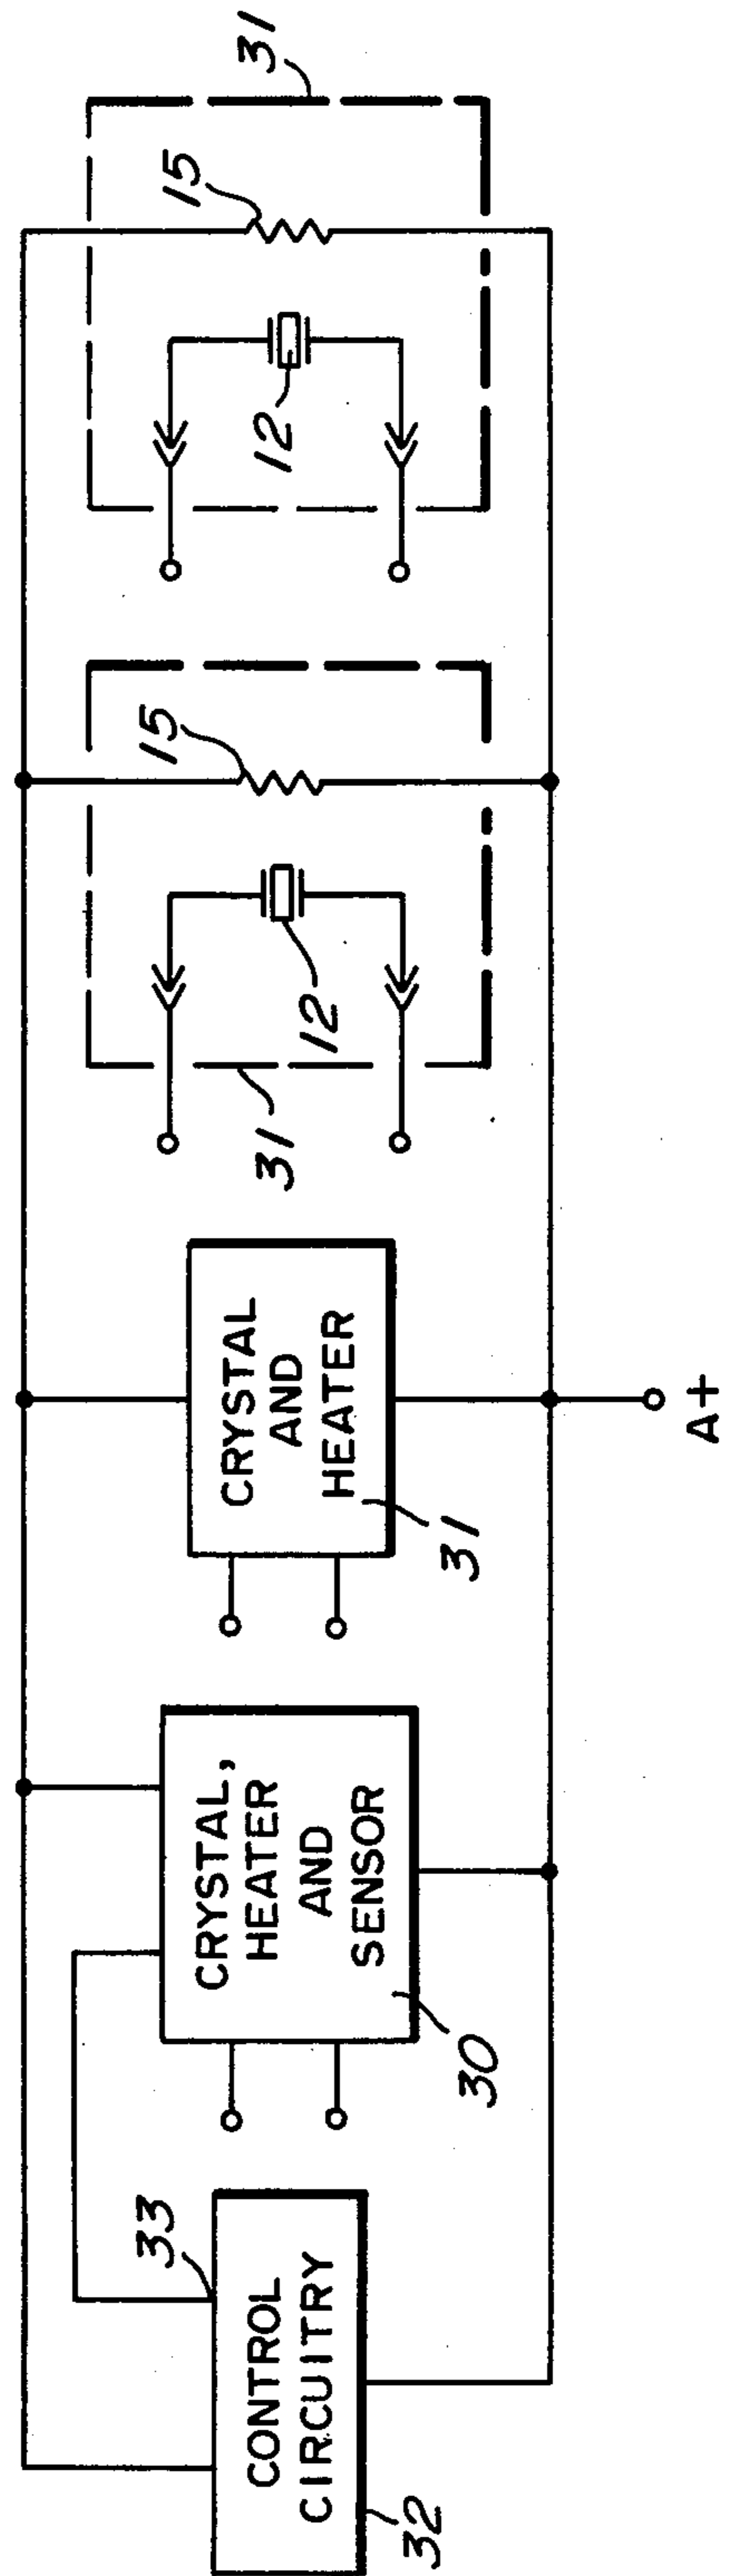 CONTROL
CIRCUITRY
32
33
CRYSTAL,
HEATER
AND
SENSOR
30
CRYSTAL
AND
HEATER
31
A+
31
12
15
12
15
31